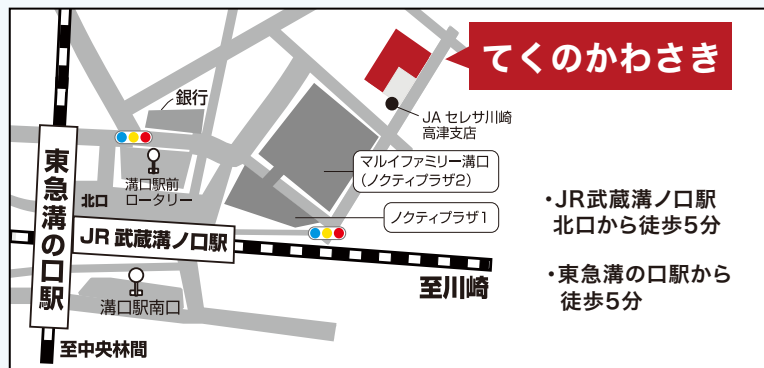 てくのかわさき
銀行
JA セレサ川崎
高津支店
マルイファミリー溝口
（ノクティプラザ2）
溝口駅前
ロータリー
北口
ノクティプラザ1
東急溝の口駅
JR 武蔵溝ノ口駅
至川崎
溝口駅南口
至中央林間
・JR武蔵溝ノ口駅
北口から徒歩5分
・東急溝の口駅から
徒歩5分